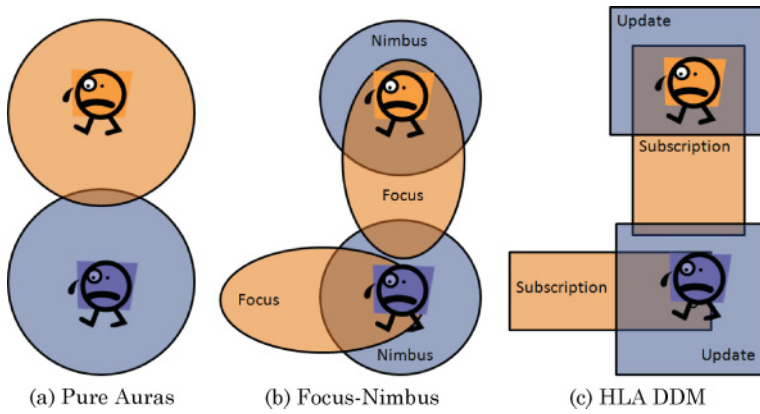 Nimbus
Focus
Focus
Nimbus
Update
Subscription
Subscription
Update
(a) Pure Auras
(b) Focus-Nimbus
(c) HLA DDM